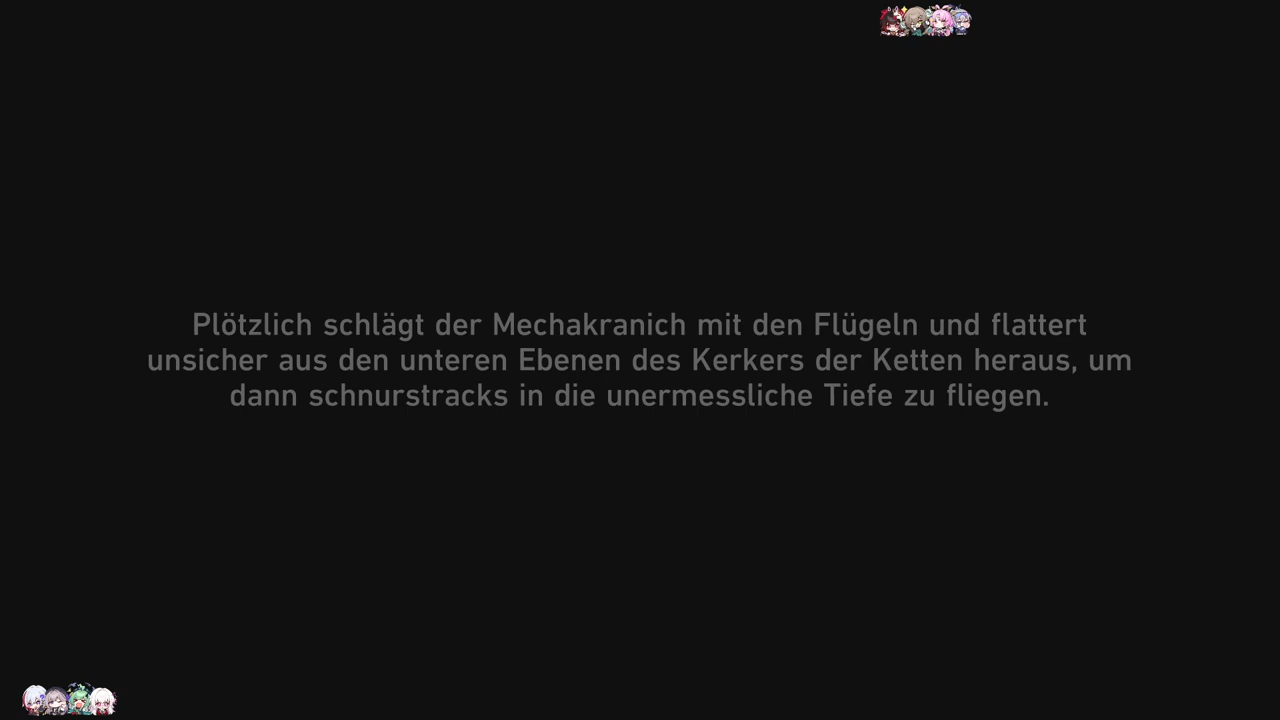 Plötzlich schlägt der Mechakranich mit den Flügeln und flattert
unsicher aus den unteren Ebenen des Kerkers der Ketten heraus, um
dann schnurstracks in die unermessliche Tiefe zu fliegen.